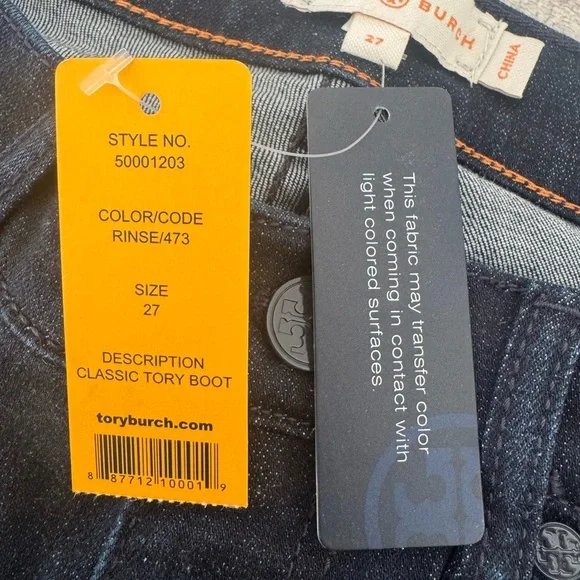 BURCH
27
CHINA
STYLE NO.
50001203
COLOR/CODE
RINSE/473
SIZE
27
DESCRIPTION
CLASSIC TORY BOOT
toryburch.com
8 87712 10001 9
This fabric may transfer color
when coming in contact with
light colored surfaces.